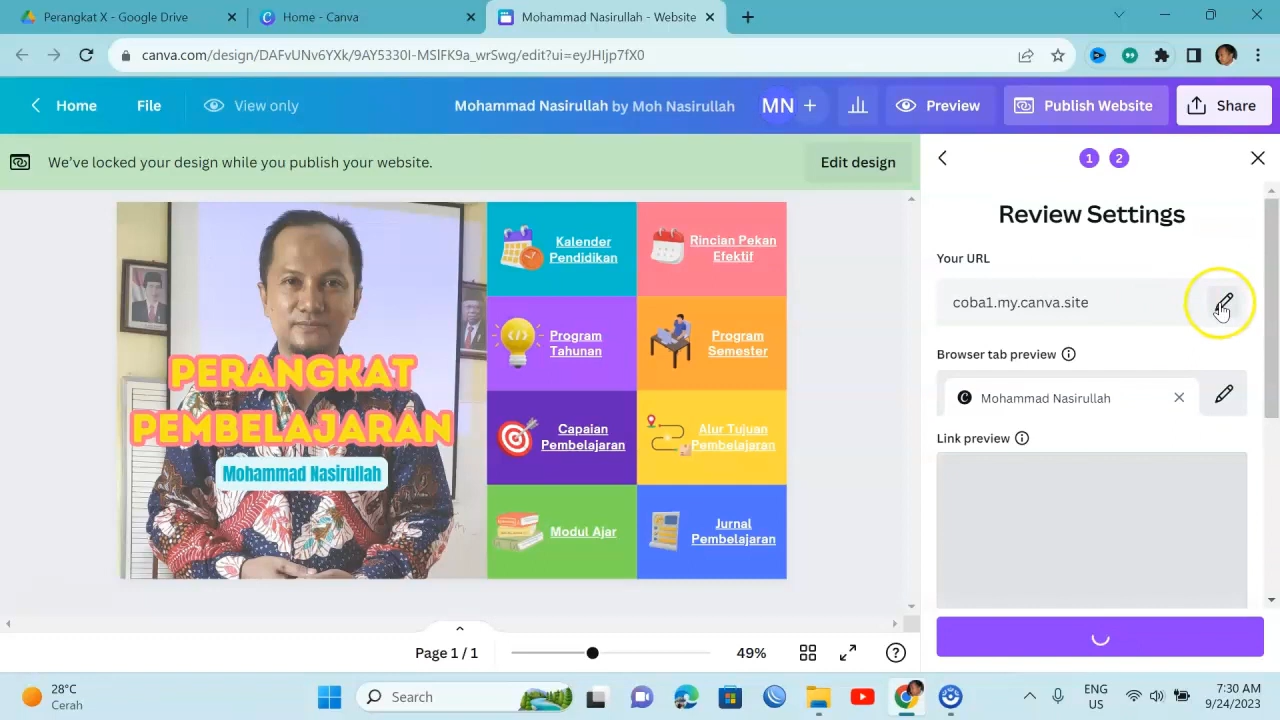 Perangkat X - Google Drive
Home - Canva
Mohammad Nasirullah - Website
canva.com/design/DAFvUNv6YXk/9AY5330I-MSlFK9a_wrSwg/edit?ui=eyJHIjp7fX0
Home
File
View only
Mohammad Nasirullah by Moh Nasirullah
MN
Preview
Publish Website
Share
We've locked your design while you publish your website.
Edit design
1 2
Review Settings
Your URL
coba1.my.canva.site
Browser tab preview
Mohammad Nasirullah
Link preview
PERANGKAT
PEMBELAJARAN
Mohammad Nasirullah
Kalender
Pendidikan
Rincian Pekan
Efektif
Program
Tahunan
Program
Semester
Capaian
Pembelajaran
Alur Tujuan
Pembelajaran
Modul Ajar
Jurnal
Pembelajaran
Page 1 / 1
49%
28°C
Cerah
Search
ENG
US
7:30 AM
9/24/2023